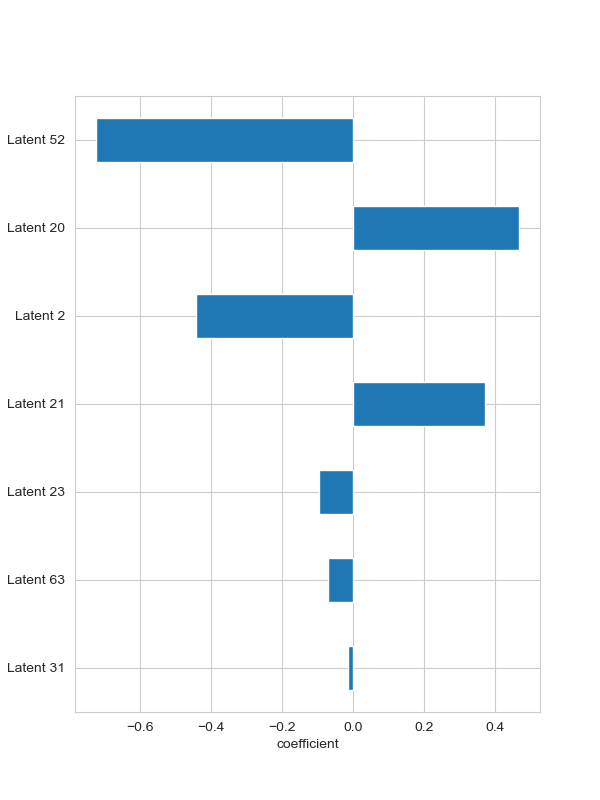 Latent 52
Latent 20
Latent 2
Latent 21
Latent 23
Latent 63
Latent 31
−0.6 −0.4 −0.2 0.0 0.2 0.4
coefficient